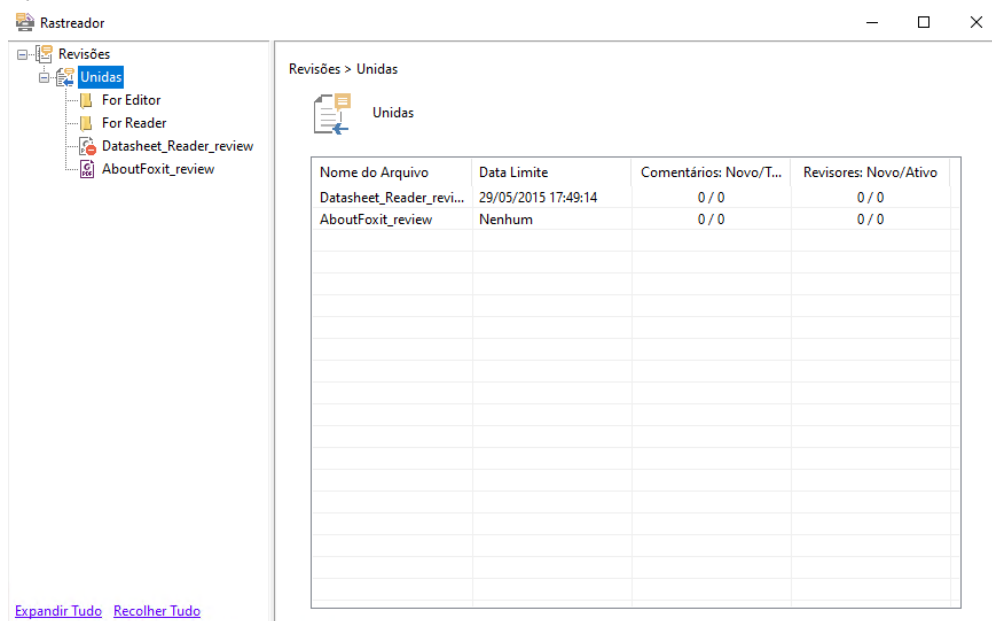 Rastreador
Revisões
Unidas
For Editor
For Reader
Datasheet_Reader_review
AboutFoxit_review
Expandir Tudo Recolher Tudo
Revisões > Unidas
Unidas
Nome do Arquivo Data Limite Comentários: Novo/T... Revisores: Novo/Ativo
Datasheet_Reader_revi... 29/05/2015 17:49:14 0 / 0 0 / 0
AboutFoxit_review Nenhum 0 / 0 0 / 0